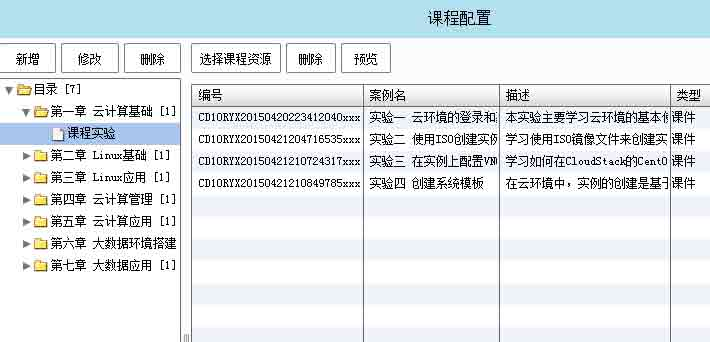 课程配置
新增 修改 删除 选择课程资源 删除 预览
目录 [7]
第一章 云计算基础 [1]
课程实验
第二章 Linux基础 [1]
第三章 Linux应用 [1]
第四章 云计算管理 [1]
第五章 云计算应用 [1]
第六章 大数据环境搭建
第七章 大数据应用 [1]
编号 案例名 描述 类型
CD10RYX20150420223412040xxx 实验一 云环境的登录和 本实验主要学习云环境的基本 课件
CD10RYX20150421204716535xxx 实验二 使用ISO创建实例 学习使用ISO镜像文件来创建实 课件
CD10RYX20150421210724317xxx 实验三 在实例上配置VN 学习如何在CloudStack的Cent 课件
CD10RYX20150421210849785xxx 实验四 创建系统模板 在云环境中，实例的创建是基于 课件